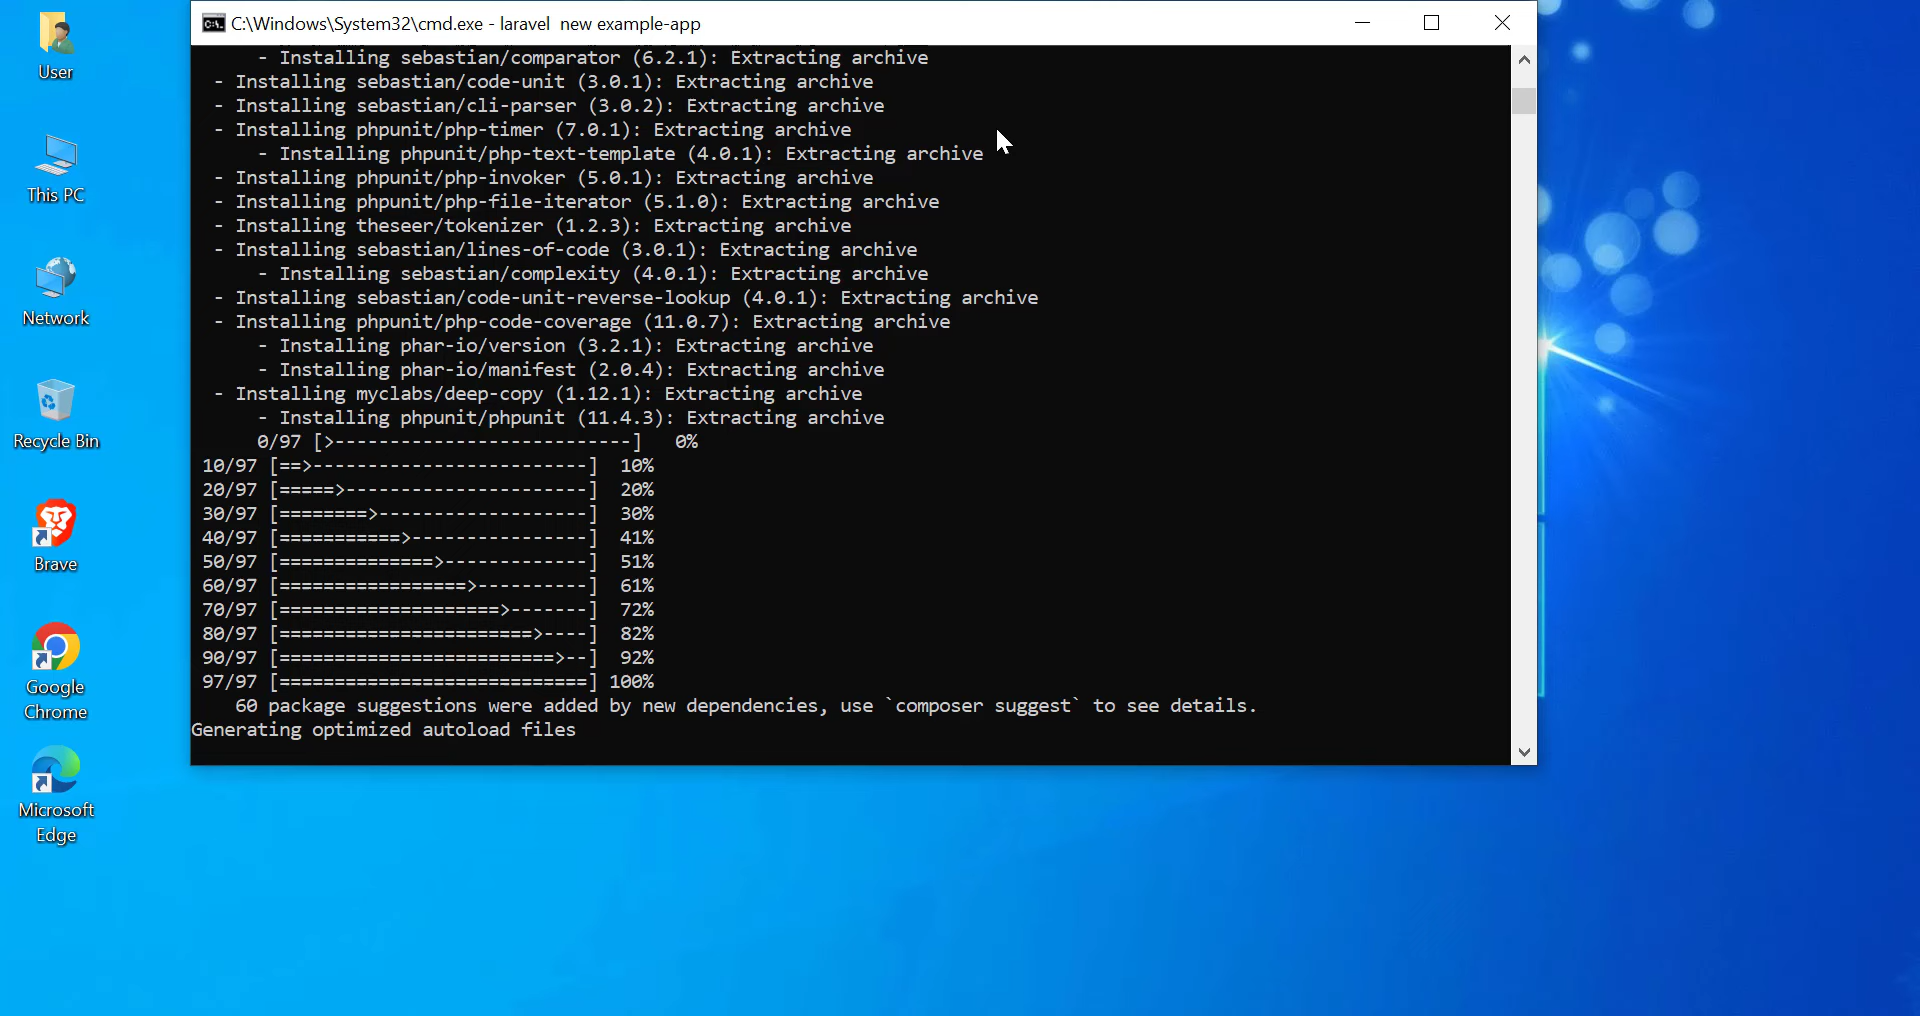 User
This PC
Network
Recycle Bin
Brave
Google
Chrome
Microsoft
Edge
C:\Windows\System32\cmd.exe - laravel  new example-app
- Installing sebastian/comparator (6.2.1): Extracting archive
- Installing sebastian/code-unit (3.0.1): Extracting archive
- Installing sebastian/cli-parser (3.0.2): Extracting archive
- Installing phpunit/php-timer (7.0.1): Extracting archive
- Installing phpunit/php-text-template (4.0.1): Extracting archive
- Installing phpunit/php-invoker (5.0.1): Extracting archive
- Installing phpunit/php-file-iterator (5.1.0): Extracting archive
- Installing theseer/tokenizer (1.2.3): Extracting archive
- Installing sebastian/lines-of-code (3.0.1): Extracting archive
- Installing sebastian/complexity (4.0.1): Extracting archive
- Installing sebastian/code-unit-reverse-lookup (4.0.1): Extracting archive
- Installing phpunit/php-code-coverage (11.0.7): Extracting archive
- Installing phar-io/version (3.2.1): Extracting archive
- Installing phar-io/manifest (2.0.4): Extracting archive
- Installing myclabs/deep-copy (1.12.1): Extracting archive
- Installing phpunit/phpunit (11.4.3): Extracting archive
0/97 [>---------------------------]   0%
10/97 [==>-------------------------]  10%
20/97 [=====>----------------------]  20%
30/97 [========>-------------------]  30%
40/97 [===========>----------------]  41%
50/97 [==============>-------------]  51%
60/97 [=================>----------]  61%
70/97 [====================>-------]  72%
80/97 [=======================>----]  82%
90/97 [=========================>--]  92%
97/97 [============================] 100%
60 package suggestions were added by new dependencies, use `composer suggest` to see details.
Generating optimized autoload files